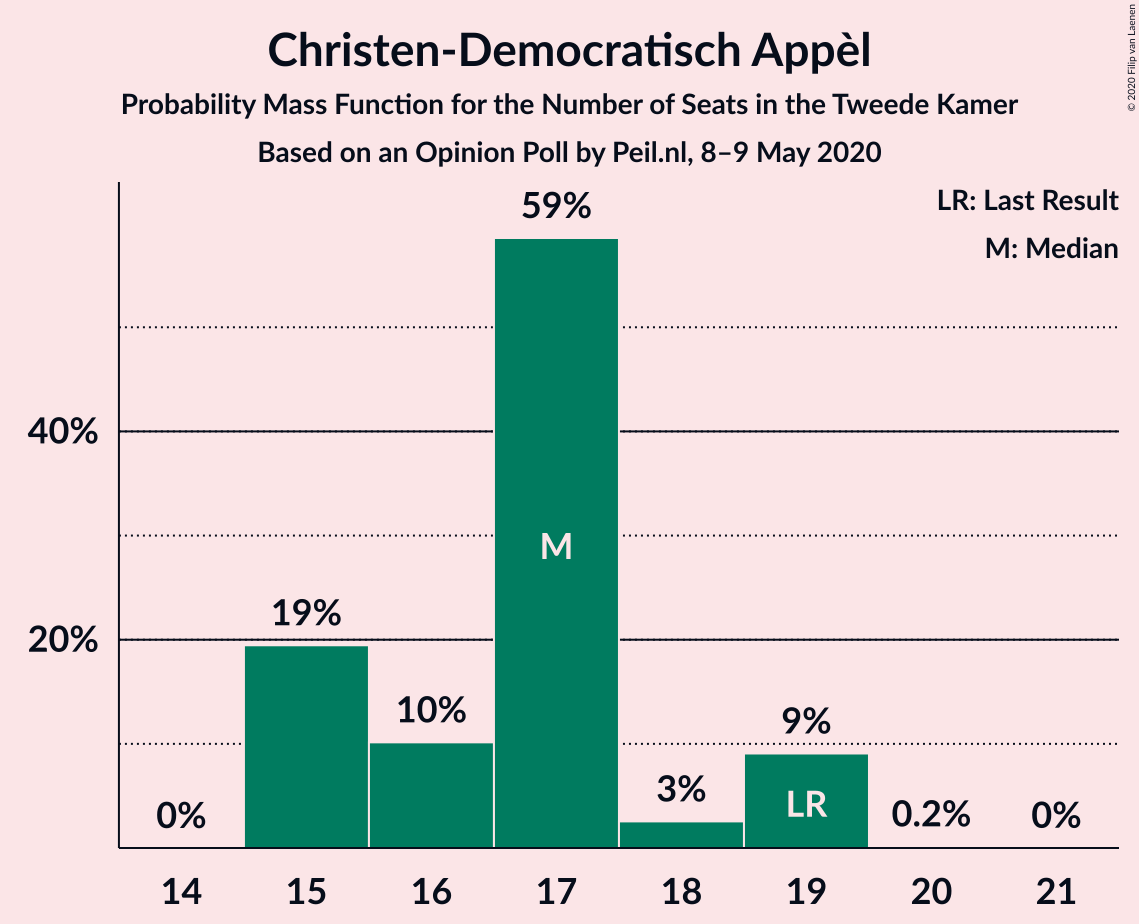 Christen-Democratisch Appèl
Probability Mass Function for the Number of Seats in the Tweede Kamer
Based on an Opinion Poll by Peil.nl, 8–9 May 2020
© 2020 Filip van Laenen
LR: Last Result
M: Median
59%
40%
M
19%
20%
10%
9%
3%
LR
0%
0.2%
0%
14 15 16 17 18 19 20 21